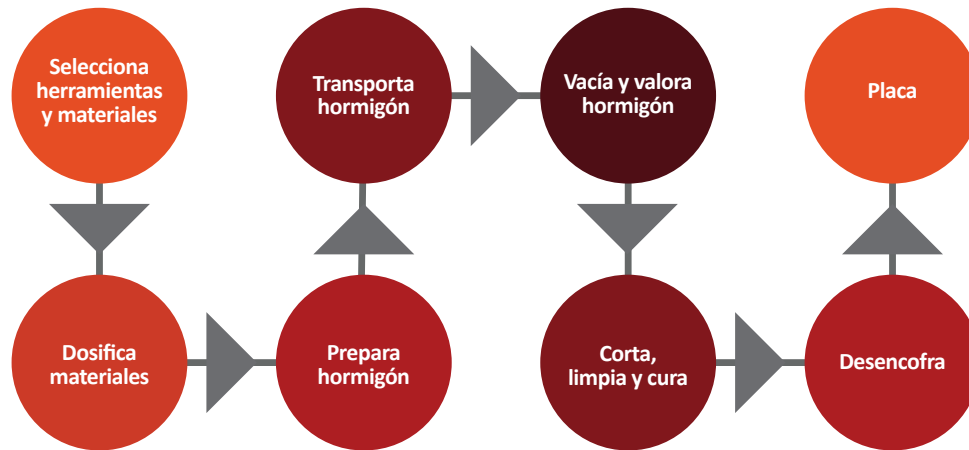 Selecciona
herramientas
y materiales
Dosifica
materiales
Prepara
hormigón
Transporta
hormigón
Vacía y valora
hormigón
Corta,
limpia y cura
Desencofra
Placa